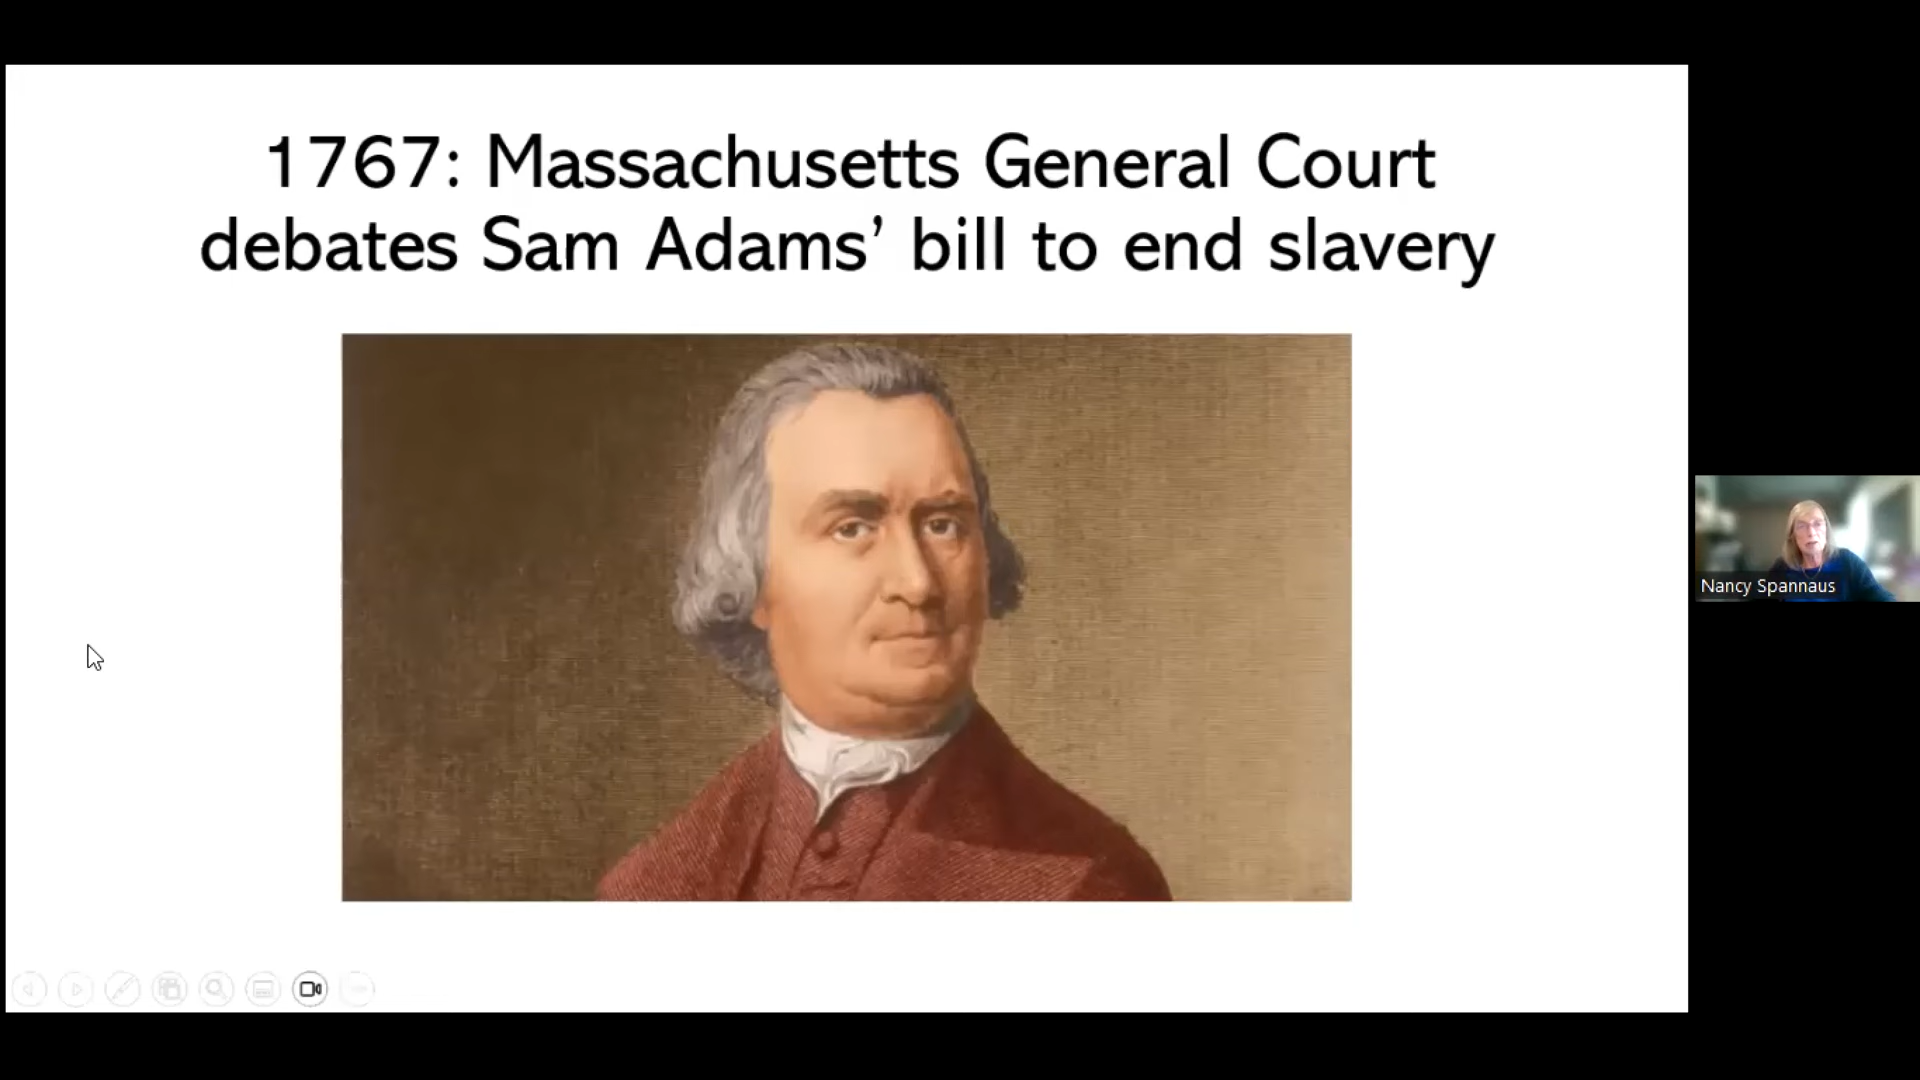 1767: Massachusetts General Court
debates Sam Adams’ bill to end slavery
Nancy Spannaus